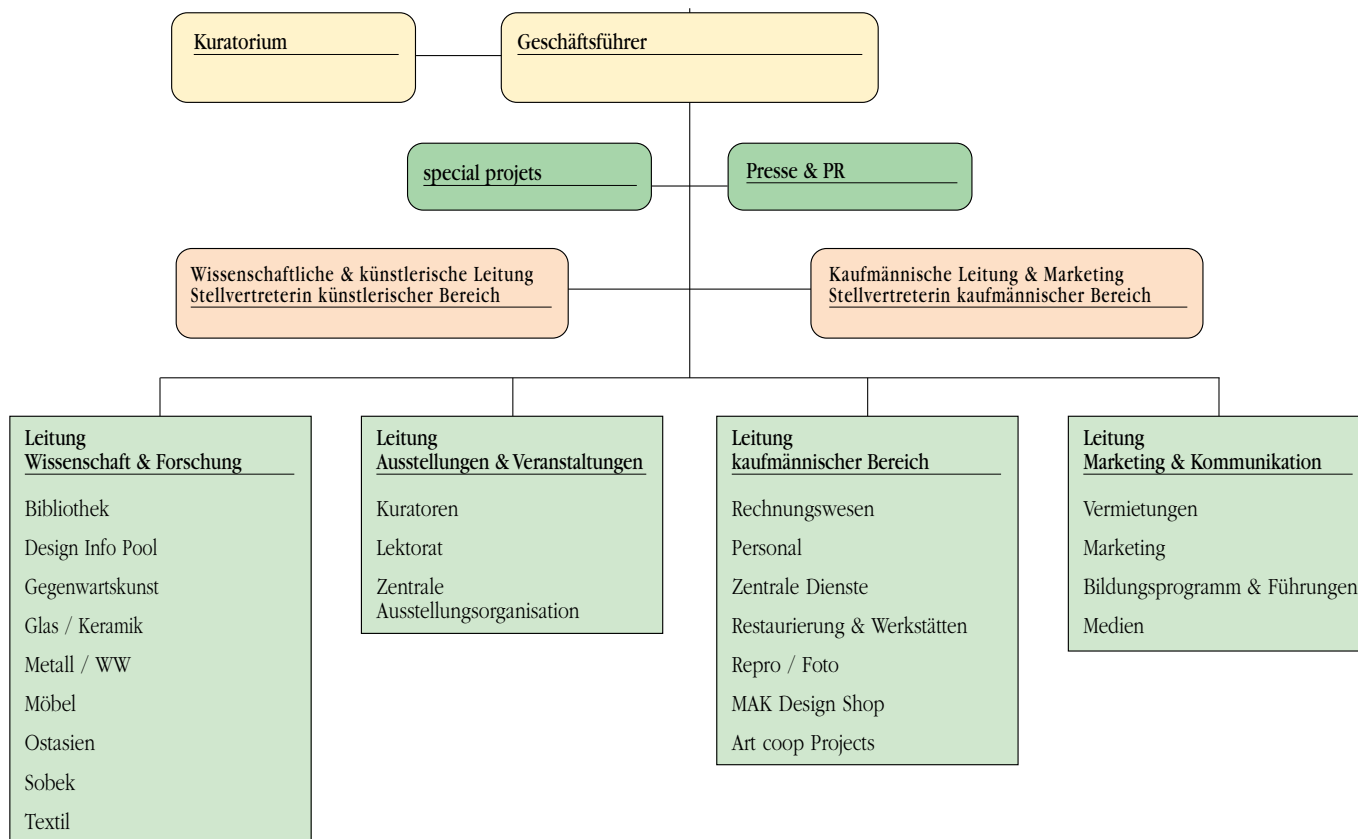 Kuratorium
Geschäftsführer
special projets
Presse & PR
Wissenschaftliche & künstlerische Leitung
Stellvertreterin künstlerischer Bereich
Kaufmännische Leitung & Marketing
Stellvertreterin kaufmännischer Bereich
Leitung
Wissenschaft & Forschung
Bibliothek
Design Info Pool
Gegenwartskunst
Glas / Keramik
Metall / WW
Möbel
Ostasien
Sobek
Textil
Leitung
Ausstellungen & Veranstaltungen
Kuratoren
Lektorat
Zentrale
Ausstellungsorganisation
Leitung
kaufmännischer Bereich
Rechnungswesen
Personal
Zentrale Dienste
Restaurierung & Werkstätten
Repro / Foto
MAK Design Shop
Art coop Projects
Leitung
Marketing & Kommunikation
Vermietungen
Marketing
Bildungsprogramm & Führungen
Medien